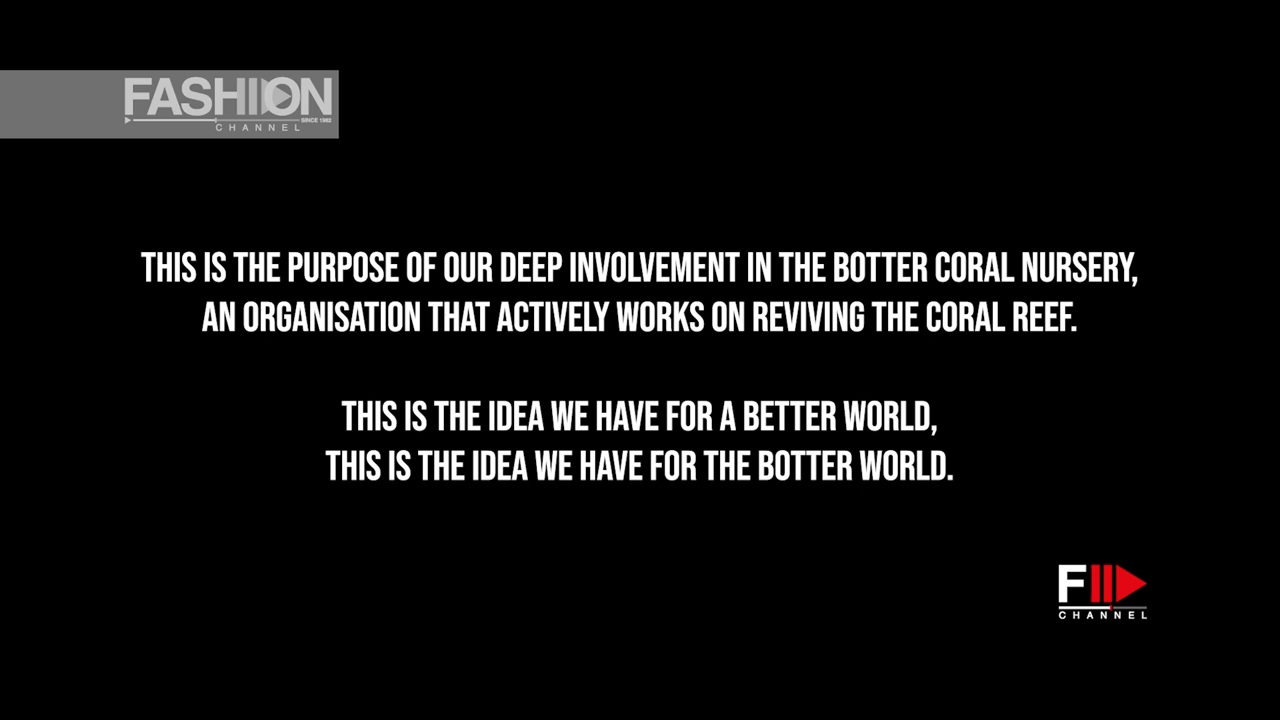 FASHION
CHANNEL
SINCE 1982
THIS IS THE PURPOSE OF OUR DEEP INVOLVEMENT IN THE BOTTER CORAL NURSERY,
AN ORGANISATION THAT ACTIVELY WORKS ON REVIVING THE CORAL REEF.
THIS IS THE IDEA WE HAVE FOR A BETTER WORLD,
THIS IS THE IDEA WE HAVE FOR THE BOTTER WORLD.
F
CHANNEL